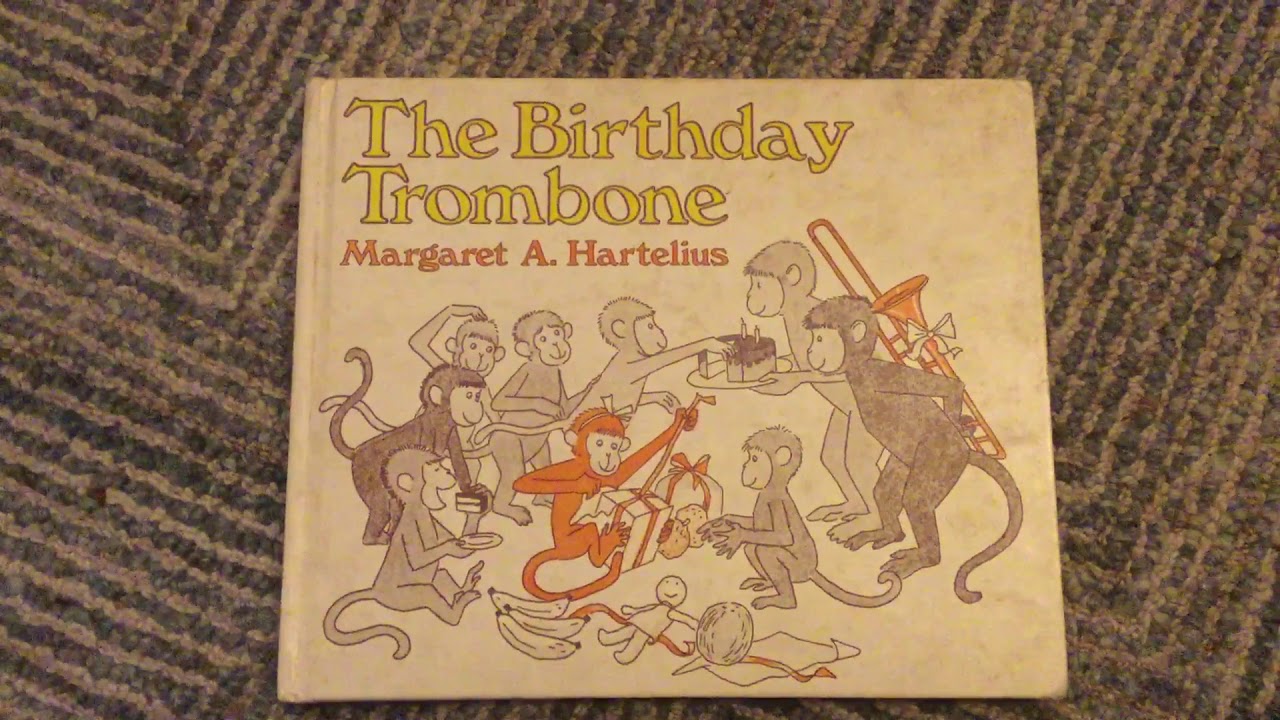 The Birthday
Trombone
Margaret A. Hartelius